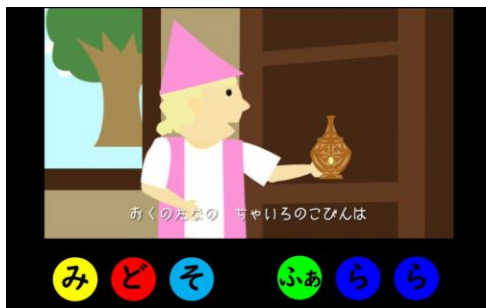 おくのたなの　ちゃいろのこびんは
み ど そ ふぁ ら ら